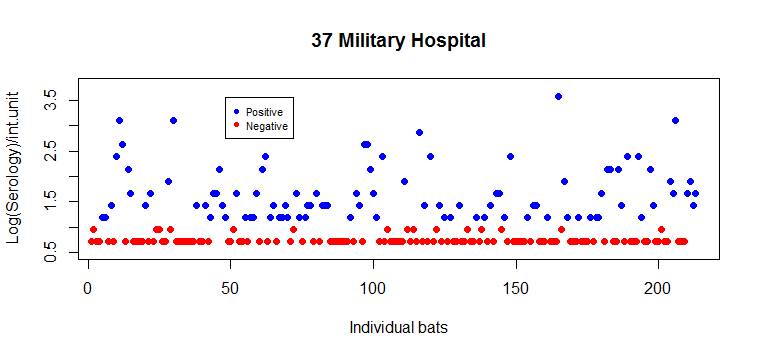 37 Military Hospital
Log(Serology)/int.unit
3.5
2.5
1.5
0.5
Positive
Negative
0
50
100
150
200
Individual bats